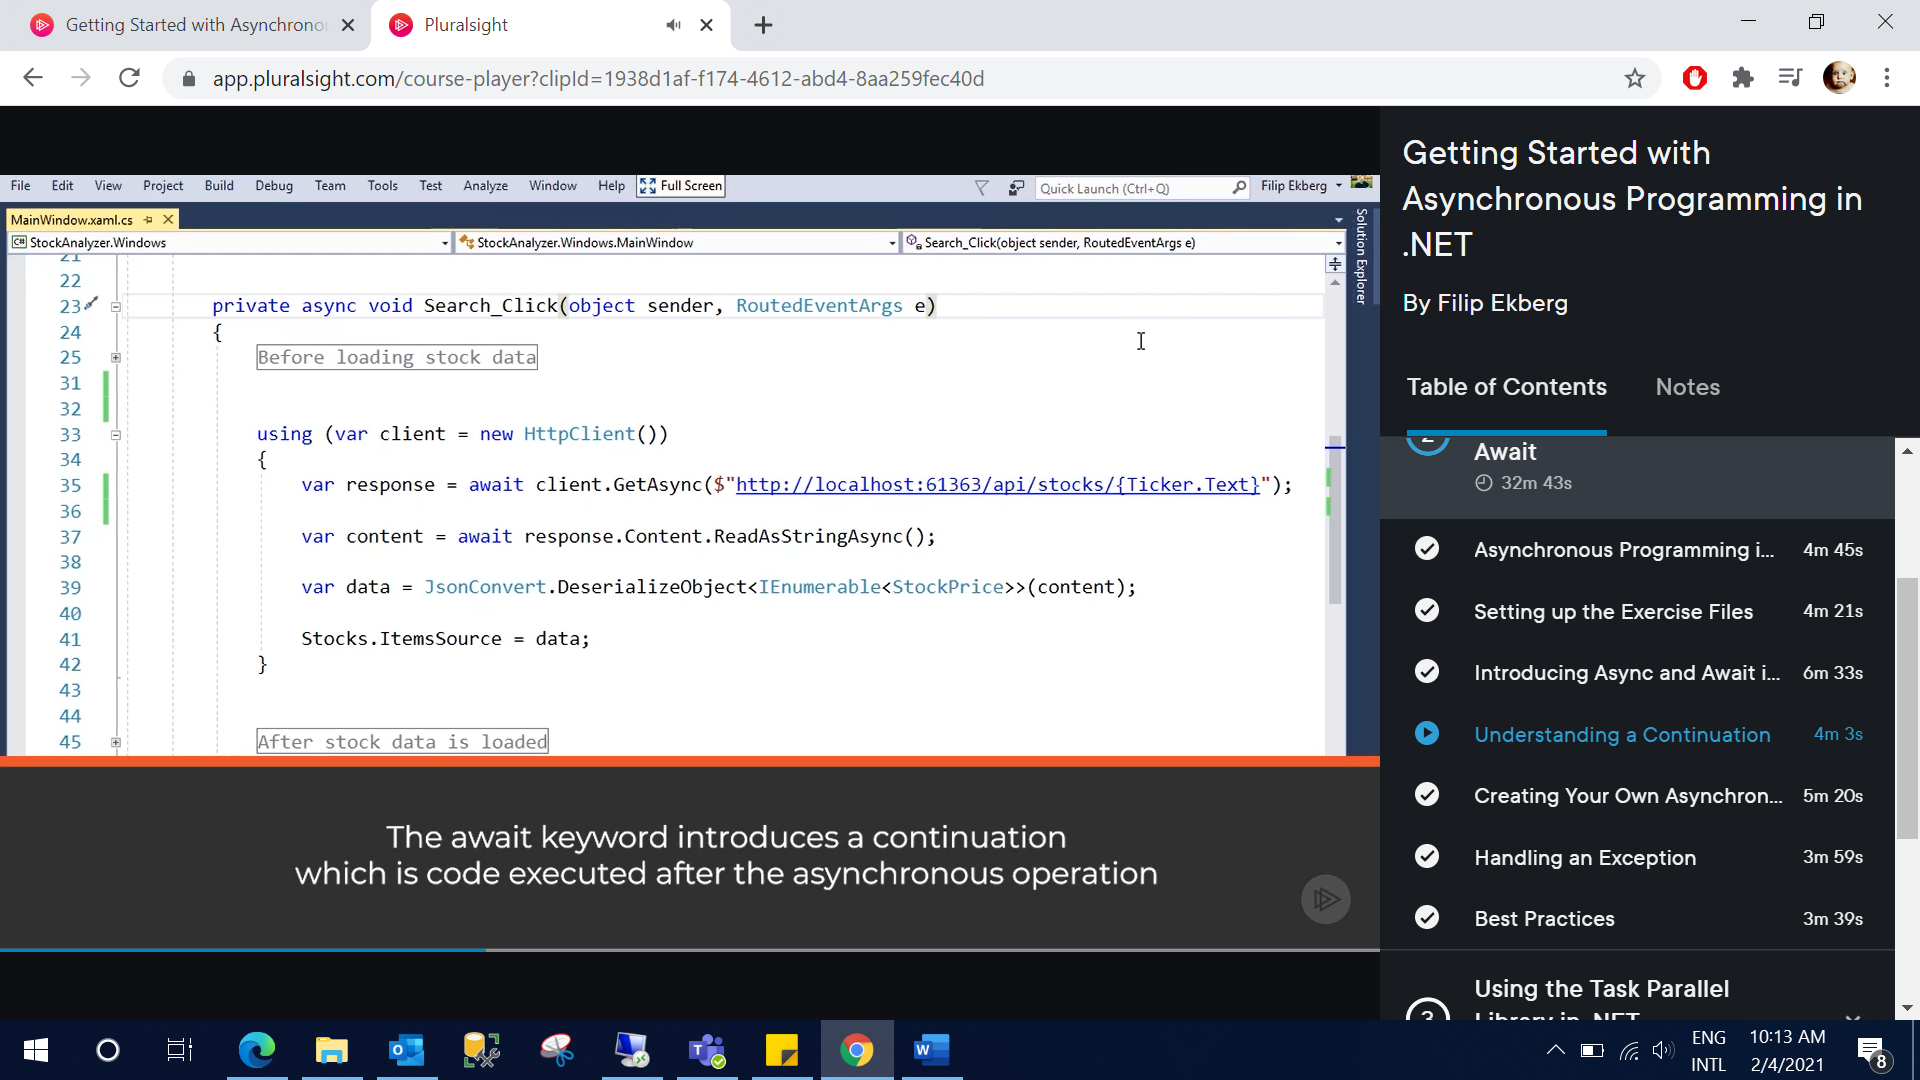 Getting Started with Asynchrono
Pluralsight
app.pluralsight.com/course-player?clipId=1938d1af-f174-4612-abd4-8aa259fec40d
File Edit View Project Build Debug Team Tools Test Analyze Window Help Full Screen
Quick Launch (Ctrl+Q)
Filip Ekberg
MainWindow.xaml.cs
Solution Explorer
StockAnalyzer.Windows
StockAnalyzer.Windows.MainWindow
Search_Click(object sender, RoutedEventArgs e)
21
22
23 private async void Search_Click(object sender, RoutedEventArgs e)
24 {
25 Before loading stock data
31
32
33 using (var client = new HttpClient())
34 {
35 var response = await client.GetAsync($"http://localhost:61363/api/stocks/{Ticker.Text}");
36
37 var content = await response.Content.ReadAsStringAsync();
38
39 var data = JsonConvert.DeserializeObject<IEnumerable<StockPrice>>(content);
40
41 Stocks.ItemsSource = data;
42 }
43
44
45 After stock data is loaded
The await keyword introduces a continuation
which is code executed after the asynchronous operation
Getting Started with
Asynchronous Programming in
.NET
By Filip Ekberg
Table of Contents
Notes
2
Await
32m 43s
Asynchronous Programming i... 4m 45s
Setting up the Exercise Files 4m 21s
Introducing Async and Await i... 6m 33s
Understanding a Continuation 4m 3s
Creating Your Own Asynchron... 5m 20s
Handling an Exception 3m 59s
Best Practices 3m 39s
3
Using the Task Parallel
Library in .NET
ENG
INTL
10:13 AM
2/4/2021
8